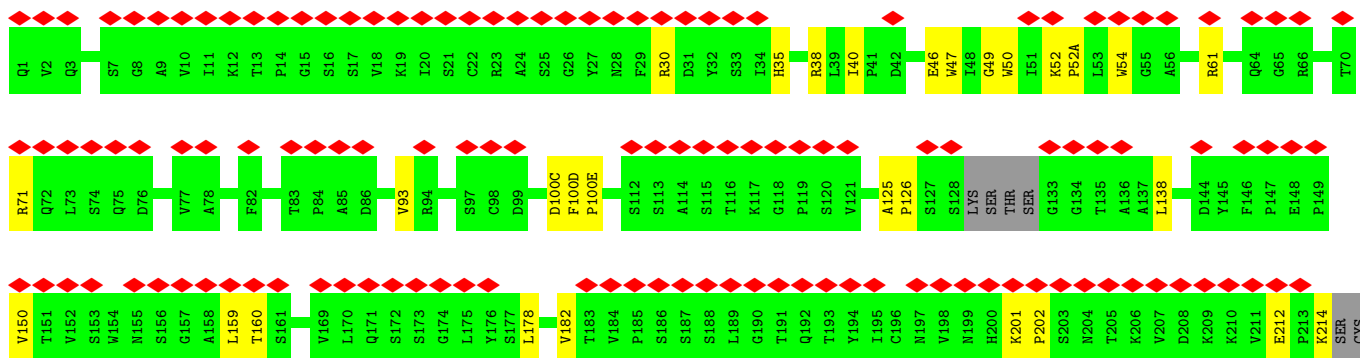 Q1 V2 Q3 S7 G8 A9 V10 I11 K12 T13 P14 G15 S16 S17 V18 K19 I20 S21 C22 R23 A24 S25 G26 Y27 N28 F29 R30 D31 Y32 S33 I34 H35 R38 L39 I40 P41 D42 E46 W47 I48 G49 W50 I51 K52 P52A L53 W54 G55 A56 R61 Q64 G65 R66 T70
R71 Q72 L73 S74 Q75 D76 V77 A78 F82 T83 P84 A85 D86 V93 R94 S97 C98 D99 D100C F100D P100E S112 S113 A114 S115 T116 K117 G118 P119 S120 V121 A125 P126 S127 S128 LYS SER THR SER G133 G134 T135 A136 A137 L138 D144 Y145 F146 P147 E148 P149
V150 T151 V152 S153 W154 N155 S156 G157 A158 L159 T160 S161 V169 L170 Q171 S172 S173 G174 L175 Y176 S177 L178 V182 T183 V184 P185 S186 S187 S188 L189 G190 T191 Q192 T193 Y194 I195 C196 N197 V198 N199 H200 K201 P202 S203 N204 T205 K206 V207 D208 K209 K210 V211 E212 P213 K214 SER CYS